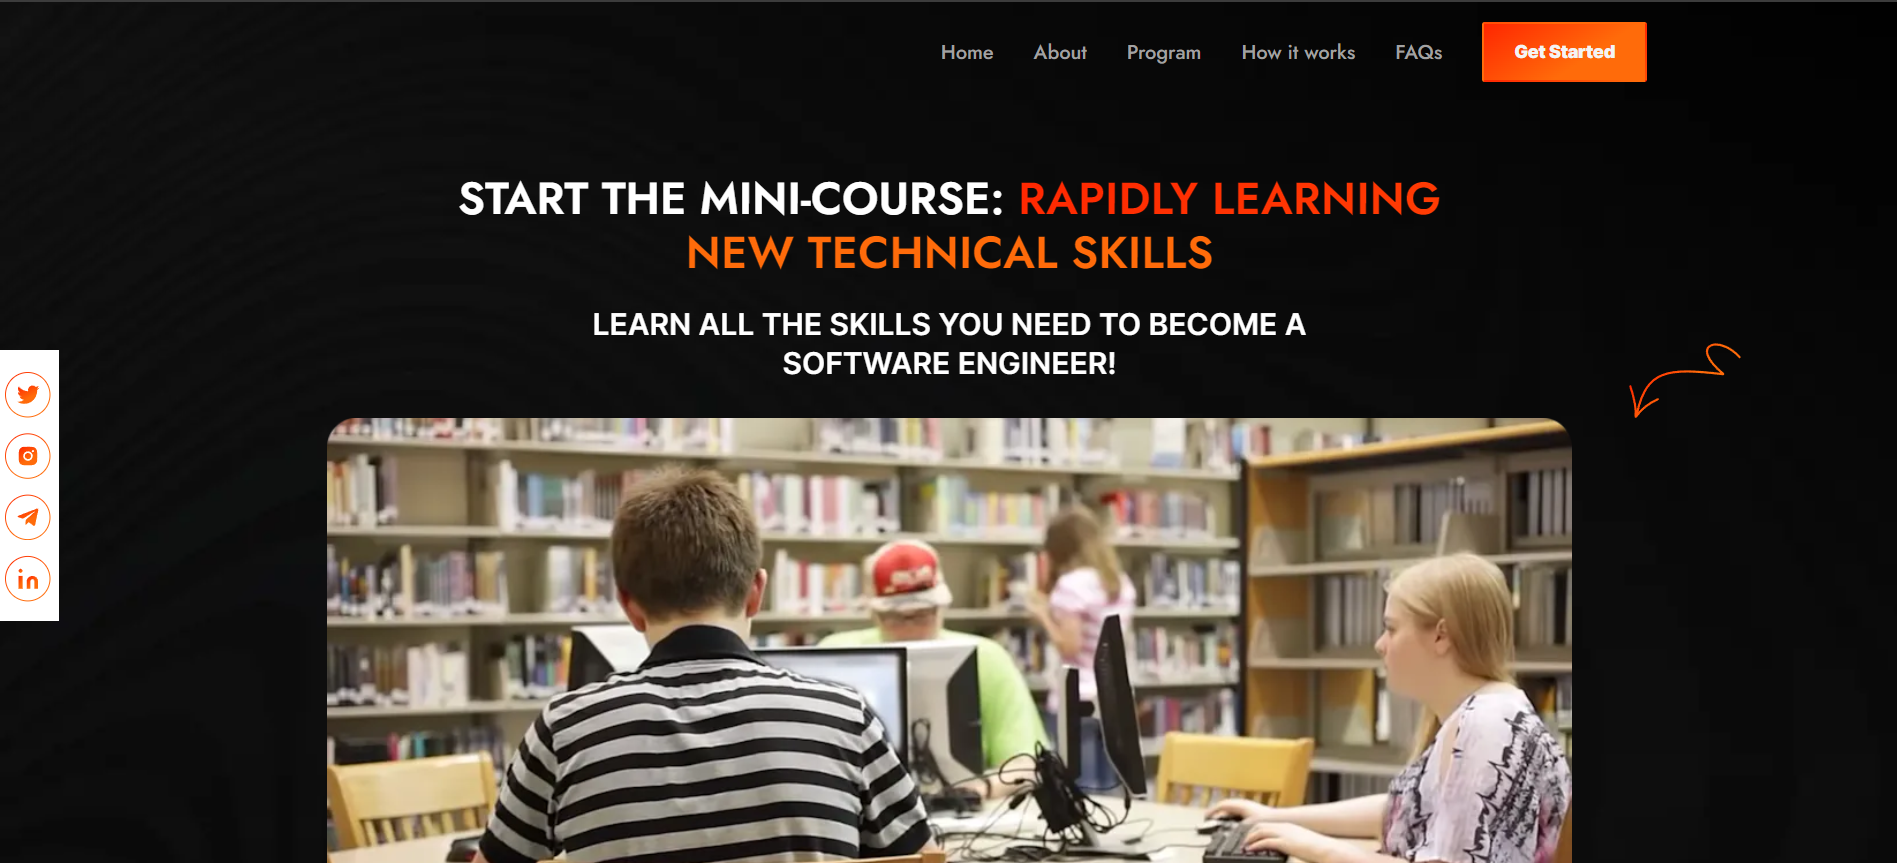 Home About Program How it works FAQs Get Started
START THE MINI-COURSE: RAPIDLY LEARNING
NEW TECHNICAL SKILLS
LEARN ALL THE SKILLS YOU NEED TO BECOME A
SOFTWARE ENGINEER!
in